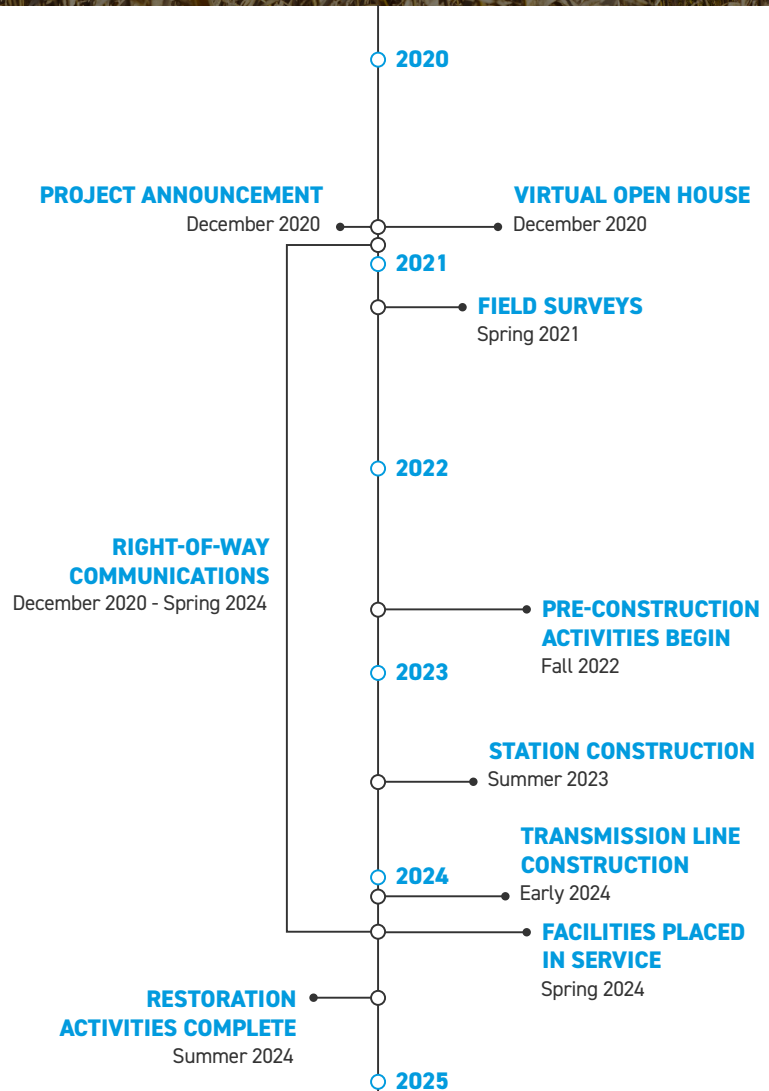 2020
PROJECT ANNOUNCEMENT
December 2020
VIRTUAL OPEN HOUSE
December 2020
2021
FIELD SURVEYS
Spring 2021
2022
RIGHT-OF-WAY
COMMUNICATIONS
December 2020 - Spring 2024
PRE-CONSTRUCTION
ACTIVITIES BEGIN
Fall 2022
2023
STATION CONSTRUCTION
Summer 2023
TRANSMISSION LINE
CONSTRUCTION
Early 2024
2024
FACILITIES PLACED
IN SERVICE
Spring 2024
RESTORATION
ACTIVITIES COMPLETE
Summer 2024
2025